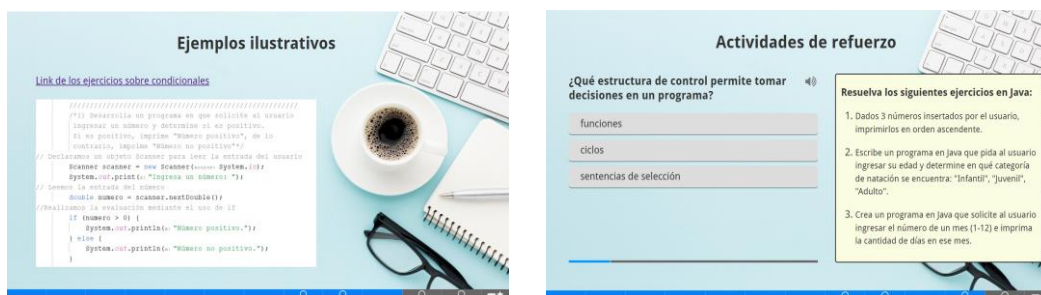 Ejemplos ilustrativos
Link de los ejercicios sobre condicionales
////////////////////////////////////////////////////
/*1) Desarrolla un programa en que solicite al usuario
ingresar un número y determine si es positivo.
Si es positivo, imprime "Número positivo", de lo
contrario, imprime "Número no positivo"*/
// Declaramos un objeto Scanner para leer la entrada del usuario
Scanner scanner = new Scanner(source: System.in);
System.out.print(s: "Ingresa un número: ");
// Leemos la entrada del número
double numero = scanner.nextDouble();
//Realizamos la evaluación mediante el uso de if
if (numero > 0) {
System.out.println(x: "Número positivo.");
} else {
System.out.println(x: "Número no positivo.");
}
Actividades de refuerzo
¿Qué estructura de control permite tomar
decisiones en un programa?
funciones
ciclos
sentencias de selección
Resuelva los siguientes ejercicios en Java:
1. Dados 3 números insertados por el usuario,
imprimirlos en orden ascendente.
2. Escribe un programa en Java que pida al usuario
ingresar su edad y determine en qué categoría
de natación se encuentra: "Infantil", "Juvenil",
"Adulto".
3. Crea un programa en Java que solicite al usuario
ingresar el número de un mes (1-12) e imprima
la cantidad de días en ese mes.